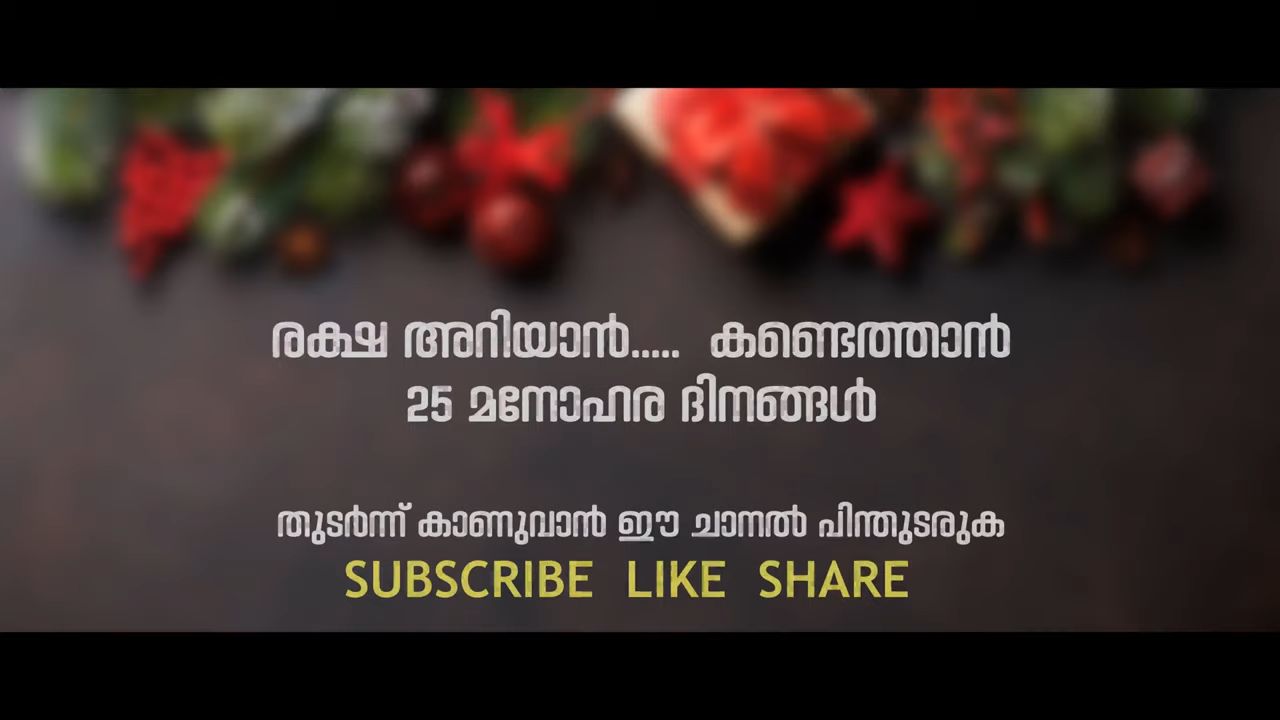 രക്ഷ അറിയാൻ..... കണ്ടെത്താൻ
25 മനോഹര ദിനങ്ങൾ
തുടർന്ന് കാണുവാൻ ഈ ചാനൽ പിന്തുടരുക
SUBSCRIBE LIKE SHARE